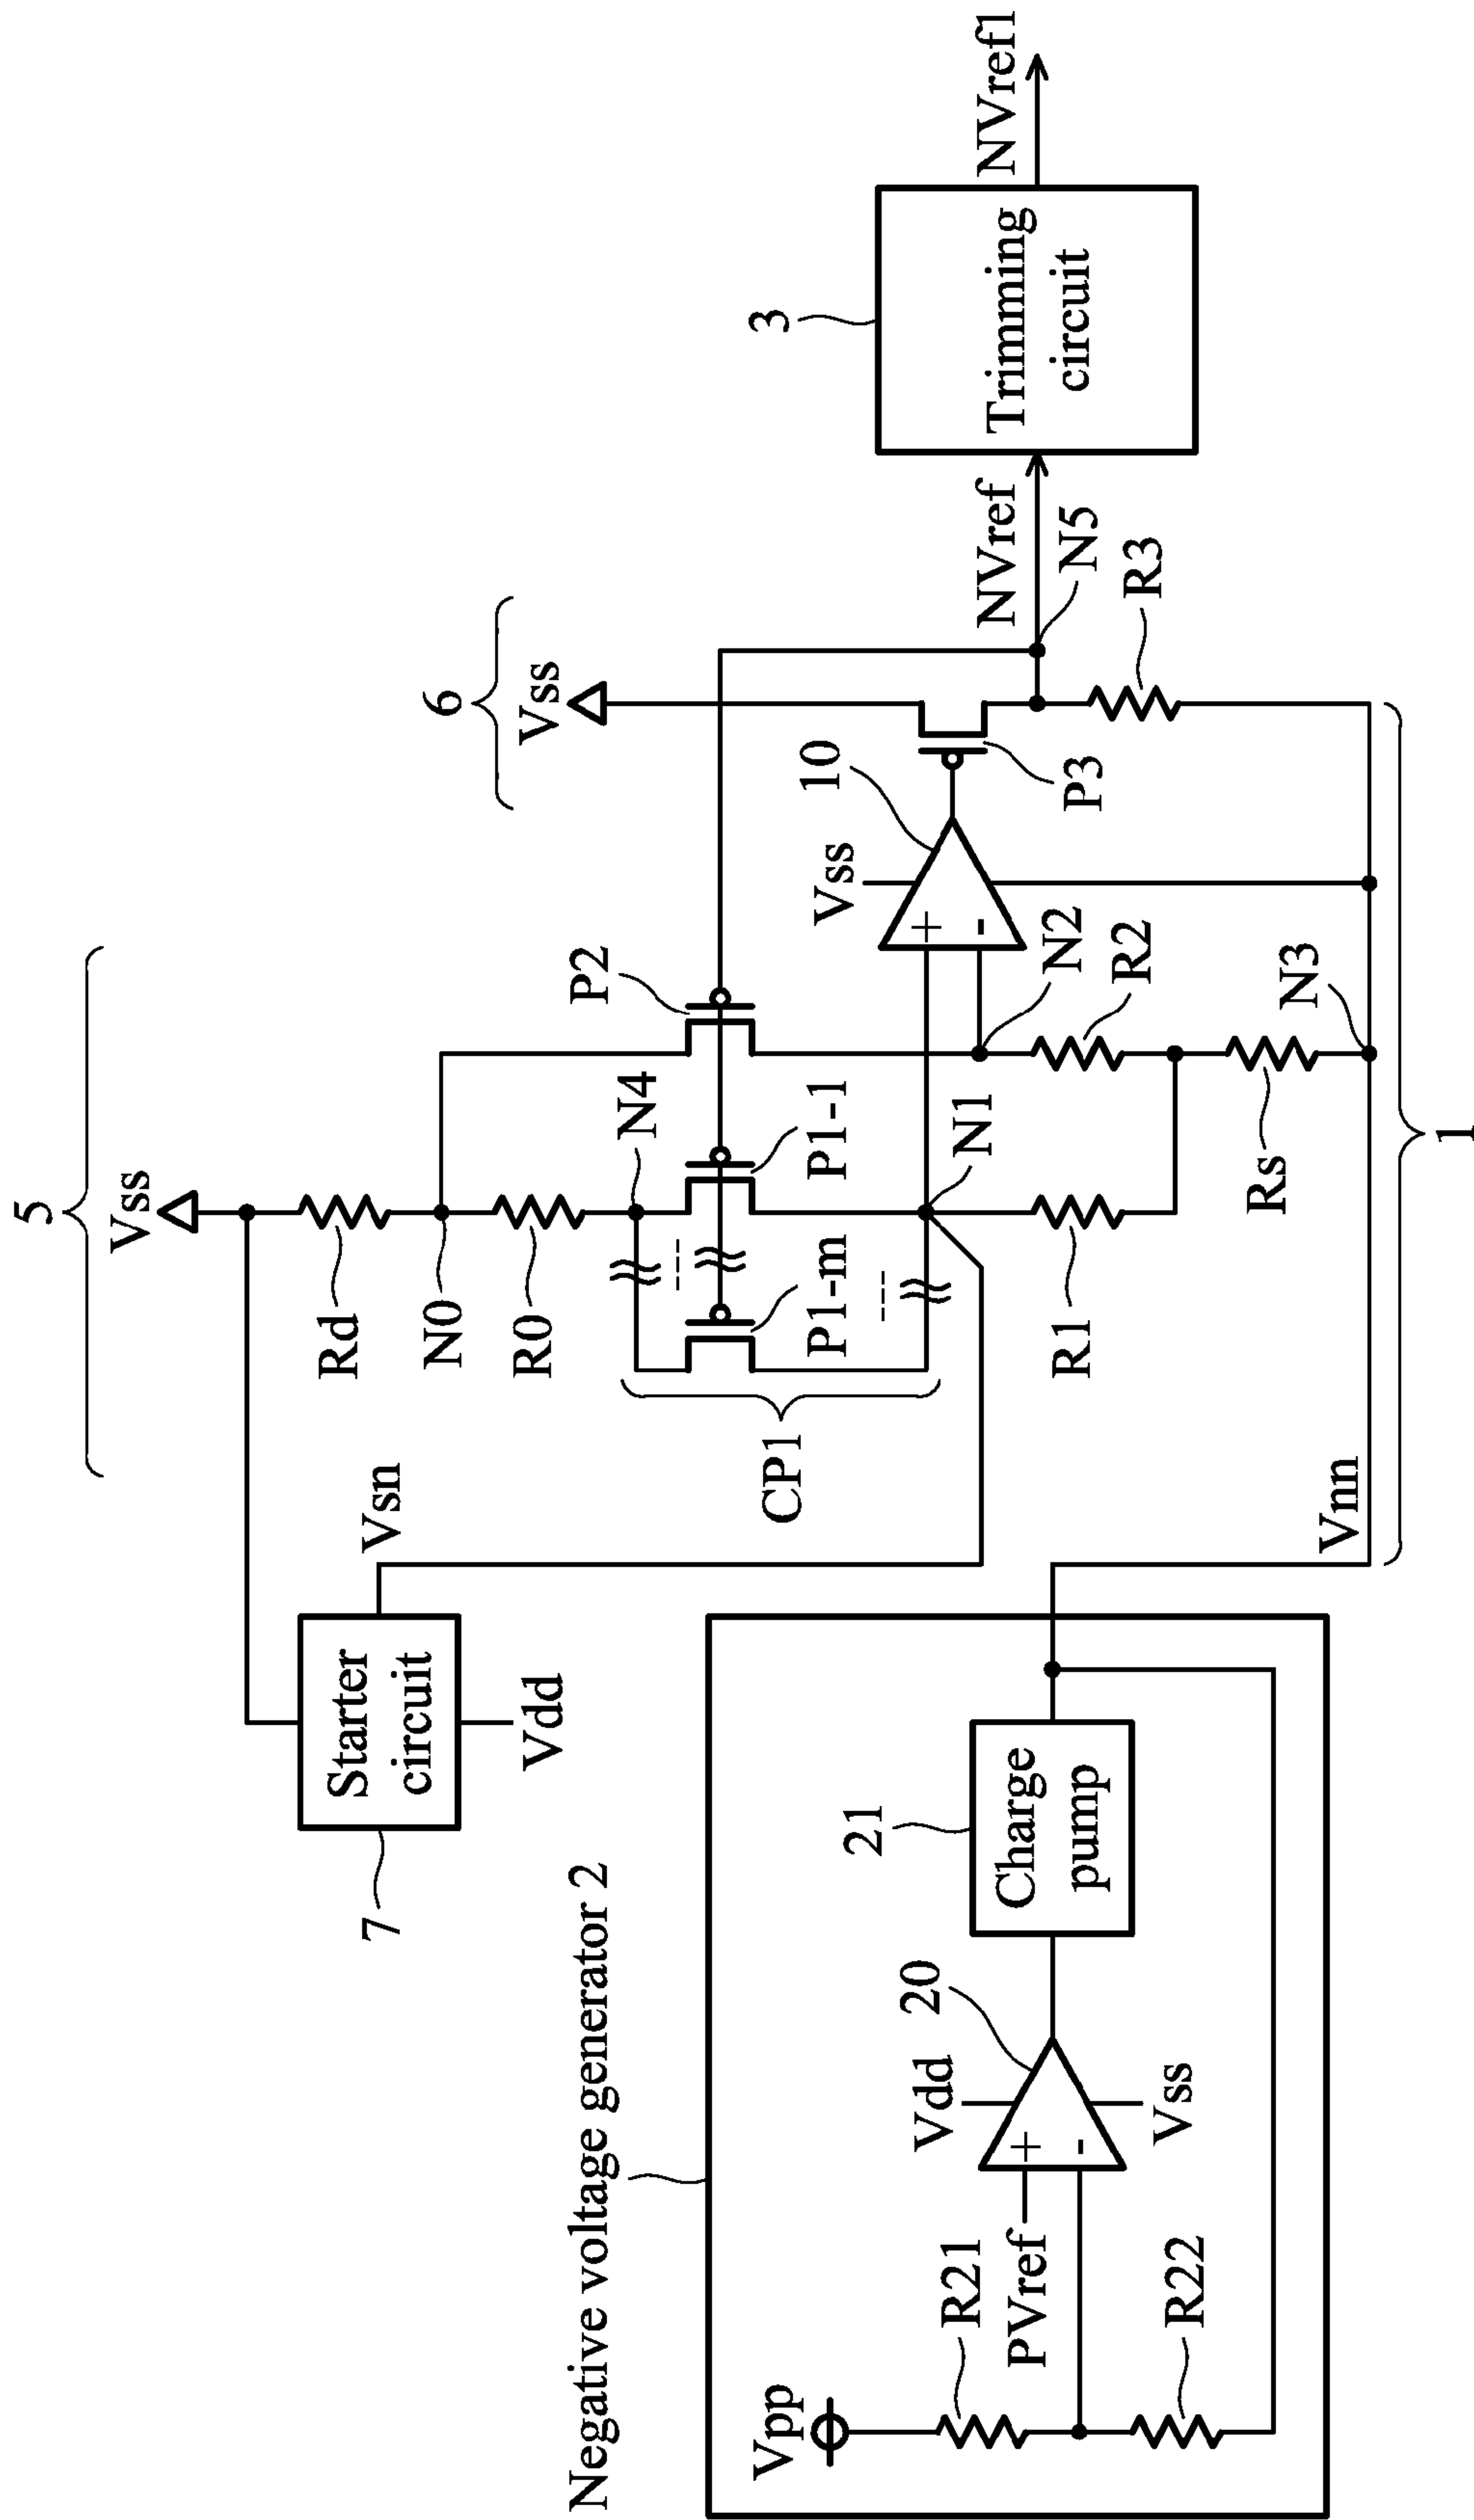 5
Vss
6
Vss
Rd
N0
R0
N4
P2
Vsn
Starter
circuit
7
Vdd
CP1
P1-m
P1-1
N1
Vss
10
+
-
N2
R2
R1
Rs
N3
P3
NVref
N5
R3
3
Trimming
circuit
NVref1
Vnn
1
Negative voltage generator 2
Vpp
R21
PVref
R22
Vdd
20
+
-
Vss
21
Charge
pump